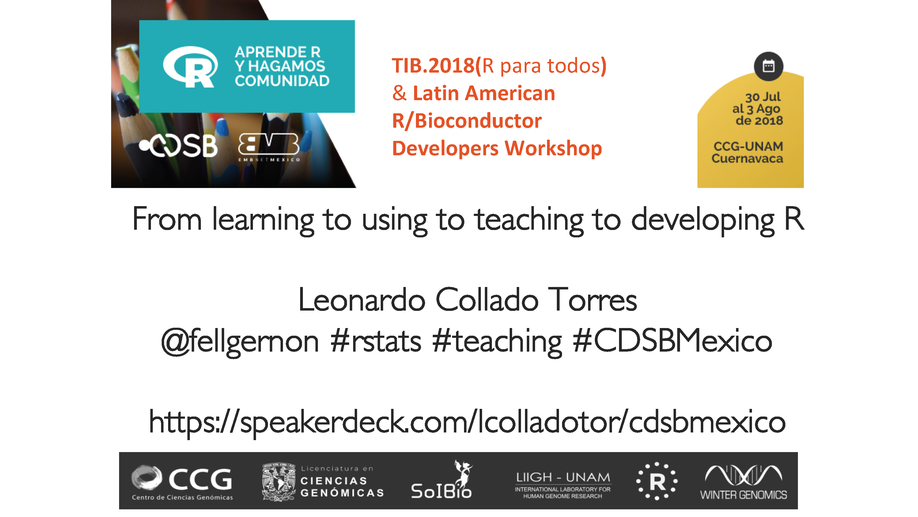 APRENDE R
Y HAGAMOS
COMUNIDAD
R
CDSB
EMB
EMBNETMEXICO
TIB.2018(R para todos)
& Latin American
R/Bioconductor
Developers Workshop
30 Jul
al 3 Ago
de 2018
CCG-UNAM
Cuernavaca
From learning to using to teaching to developing R
Leonardo Collado Torres
@fellgernon #rstats #teaching #CDSBMexico
https://speakerdeck.com/lcolladotor/cdsbmexico
CCG
Centro de Ciencias Genómicas
Licenciatura en
CIENCIAS
GENÓMICAS
SoIBio
LIIGH - UNAM
INTERNATIONAL LABORATORY FOR
HUMAN GENOME RESEARCH
R
WINTER GENOMICS